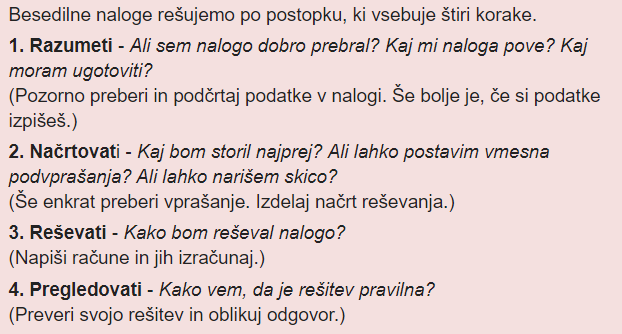 Besedilne naloge rešujemo po postopku, ki vsebuje štiri korake.
1. Razumeti - Ali sem nalogo dobro prebral? Kaj mi naloga pove? Kaj
moram ugotoviti?
(Pozorno preberi in podčrtaj podatke v nalogi. Še bolje je, če si podatke
izpišeš.)
2. Načrtovati - Kaj bom storil najprej? Ali lahko postavim vmesna
podvprašanja? Ali lahko narišem skico?
(Še enkrat preberi vprašanje. Izdelaj načrt reševanja.)
3. Reševati - Kako bom reševal nalogo?
(Napiši račune in jih izračunaj.)
4. Pregledovati - Kako vem, da je rešitev pravilna?
(Preveri svojo rešitev in oblikuj odgovor.)